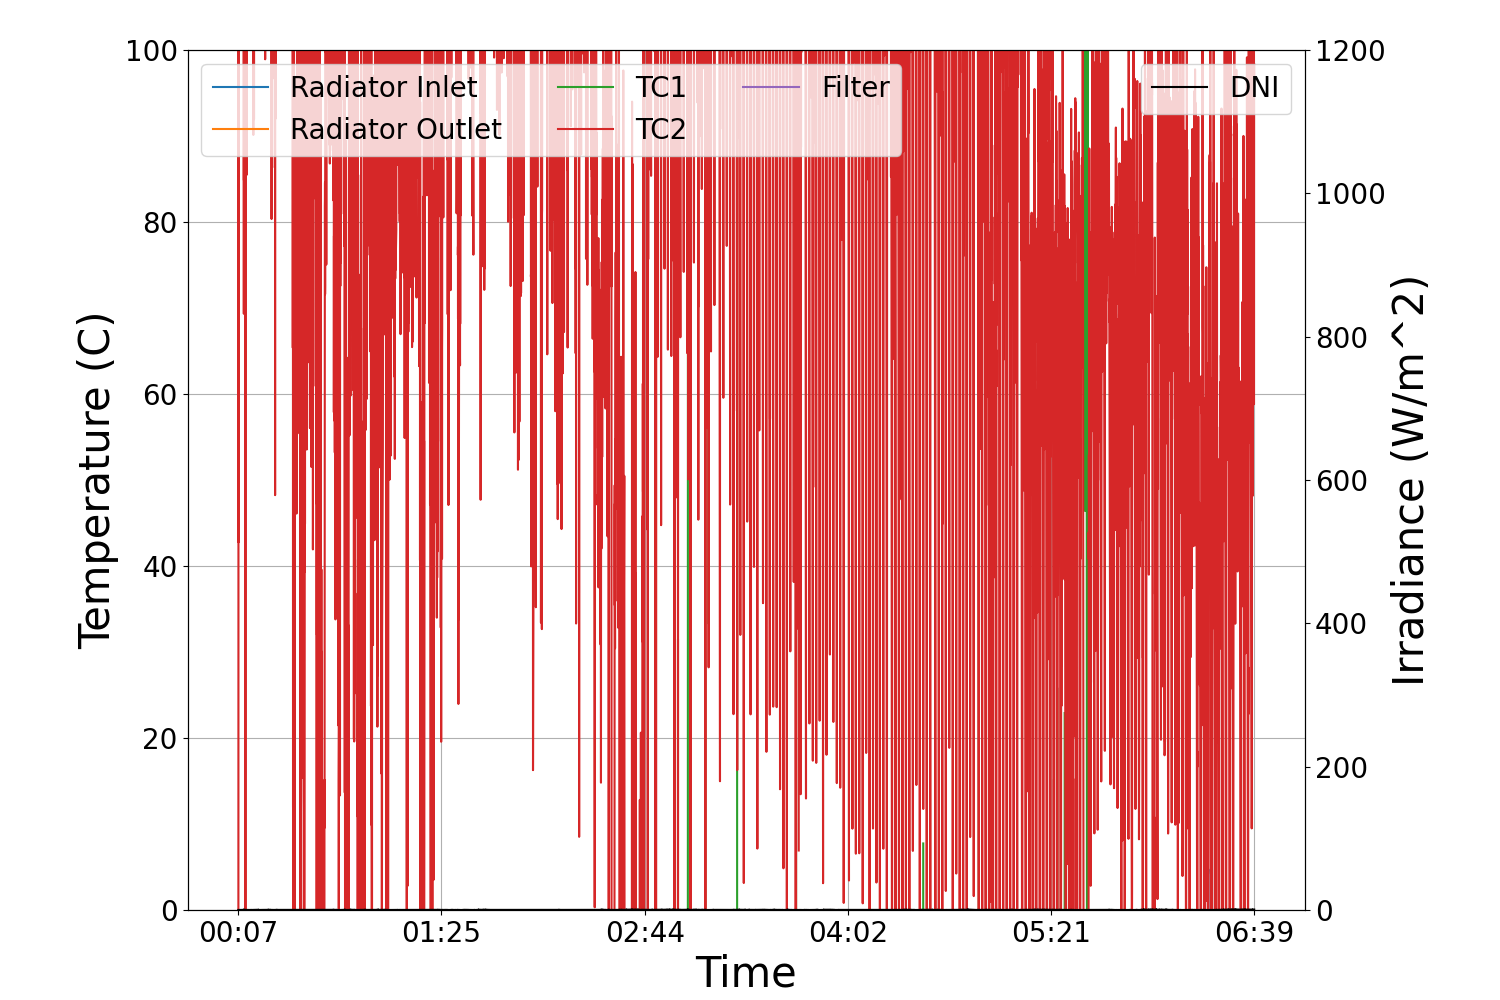 100
80
60
40
20
0
Temperature (C)
Radiator Inlet
Radiator Outlet
TC1
TC2
Filter
DNI
1200
1000
800
600
400
200
0
Irradiance (W/m^2)
00:07
01:25
02:44
04:02
05:21
06:39
Time